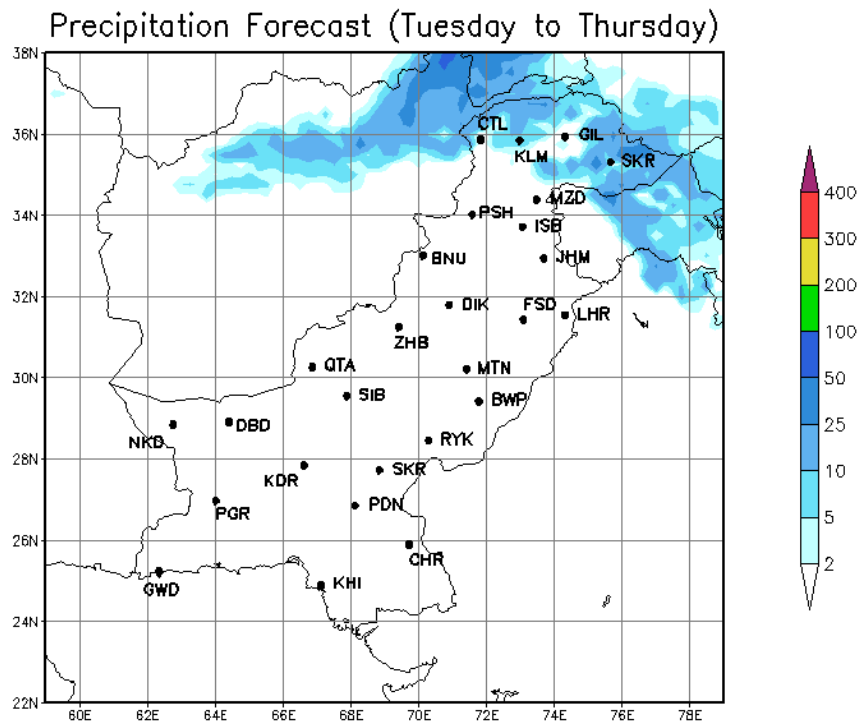 Precipitation Forecast (Tuesday to Thursday)
38N
36N
34N
32N
30N
28N
26N
24N
22N
60E
62E
64E
66E
68E
70E
72E
74E
76E
78E
CTL
KLM
GIL
SKR
MZD
PSH
ISB
BNU
JHM
DIK
FSD
LHR
ZHB
QTA
MTN
SIB
BWP
NKD
DBD
RYK
KDR
SKR
PGR
PDN
CHR
GWD
KHI
400
300
200
100
50
25
10
5
2